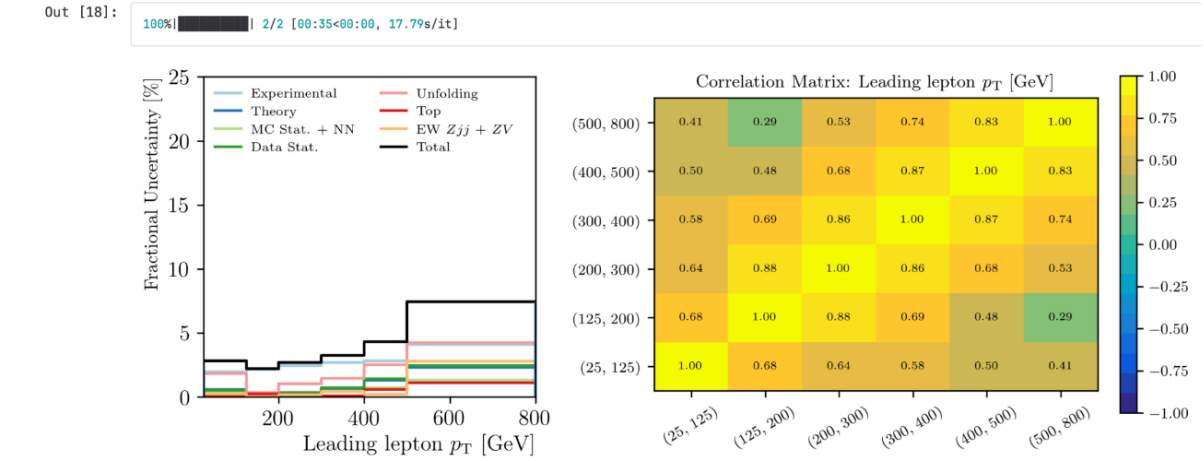 Out [18]:
100%|██████████| 2/2 [00:35<00:00, 17.79s/it]
Fractional Uncertainty [%]
25
20
15
10
5
0
Experimental
Theory
MC Stat. + NN
Data Stat.
Unfolding
Top
EW Zjj + ZV
Total
200 400 600 800
Leading lepton pT [GeV]
Correlation Matrix: Leading lepton pT [GeV]
(500, 800) 0.41 0.29 0.53 0.74 0.83 1.00
(400, 500) 0.50 0.48 0.68 0.87 1.00 0.83
(300, 400) 0.58 0.69 0.86 1.00 0.87 0.74
(200, 300) 0.64 0.88 1.00 0.86 0.68 0.53
(125, 200) 0.68 1.00 0.88 0.69 0.48 0.29
(25, 125) 1.00 0.68 0.64 0.58 0.50 0.41
(25, 125) (125, 200) (200, 300) (300, 400) (400, 500) (500, 800)
1.00
0.75
0.50
0.25
0.00
−0.25
−0.50
−0.75
−1.00